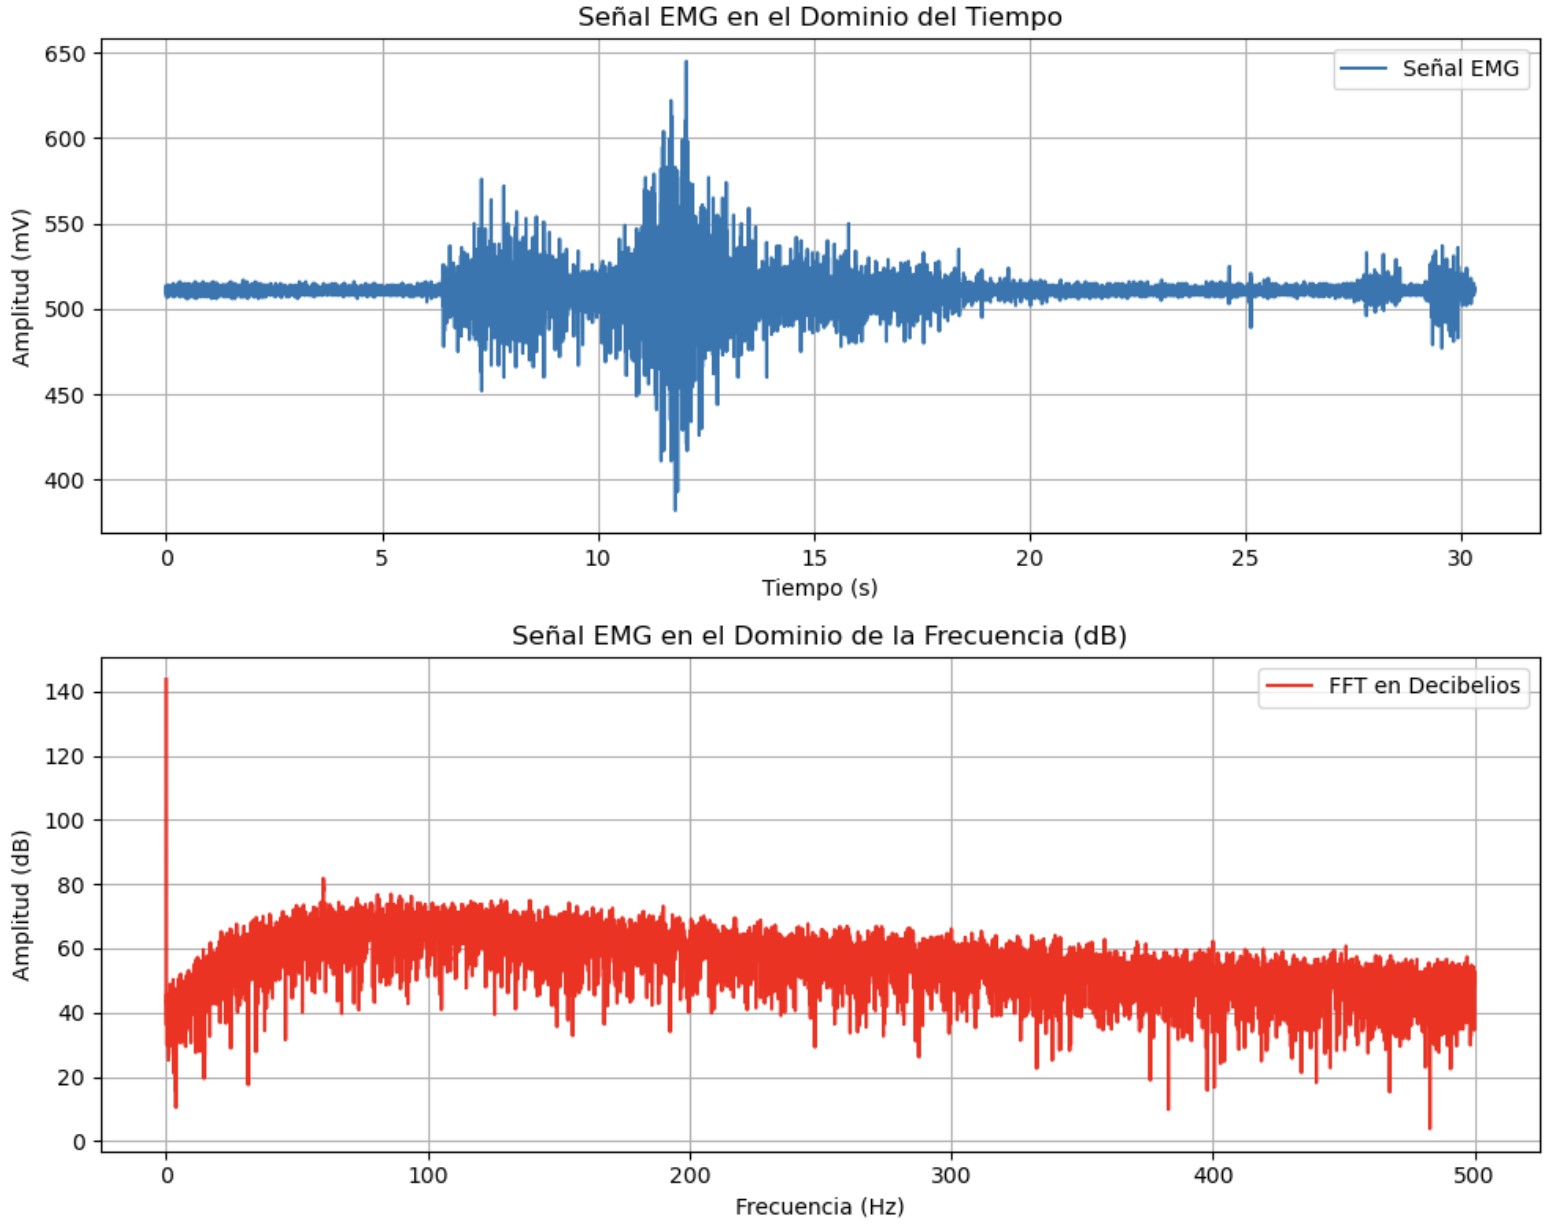 Señal EMG en el Dominio del Tiempo
650
600
550
500
450
400
Amplitud (mV)
Señal EMG
0 5 10 15 20 25 30
Tiempo (s)
Señal EMG en el Dominio de la Frecuencia (dB)
140
120
100
80
60
40
20
0
Amplitud (dB)
FFT en Decibelios
0 100 200 300 400 500
Frecuencia (Hz)